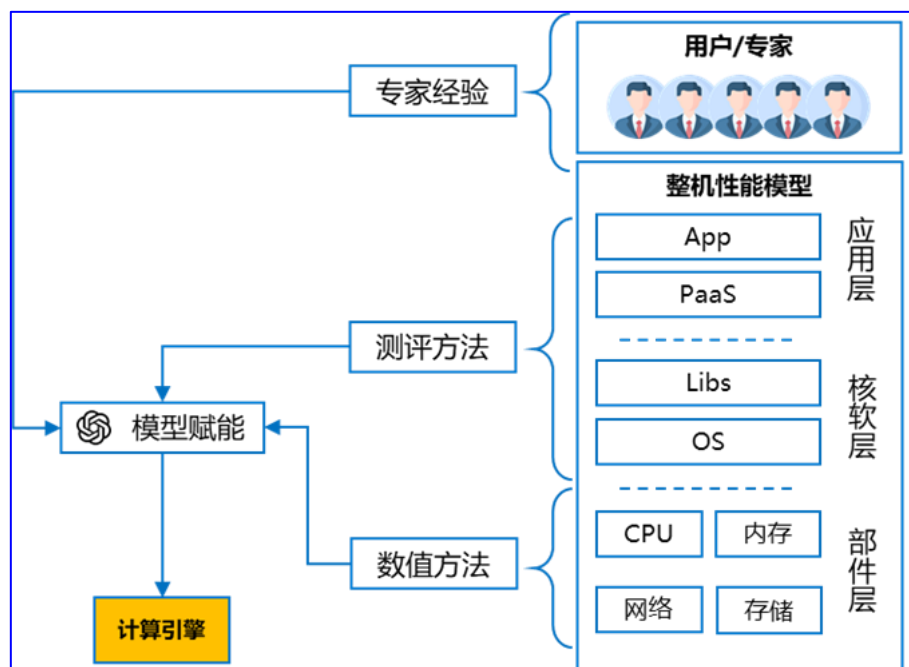 用户/专家
专家经验
整机性能模型
App
PaaS
应用层
测评方法
Libs
OS
核软层
模型赋能
数值方法
CPU
内存
网络
存储
部件层
计算引擎